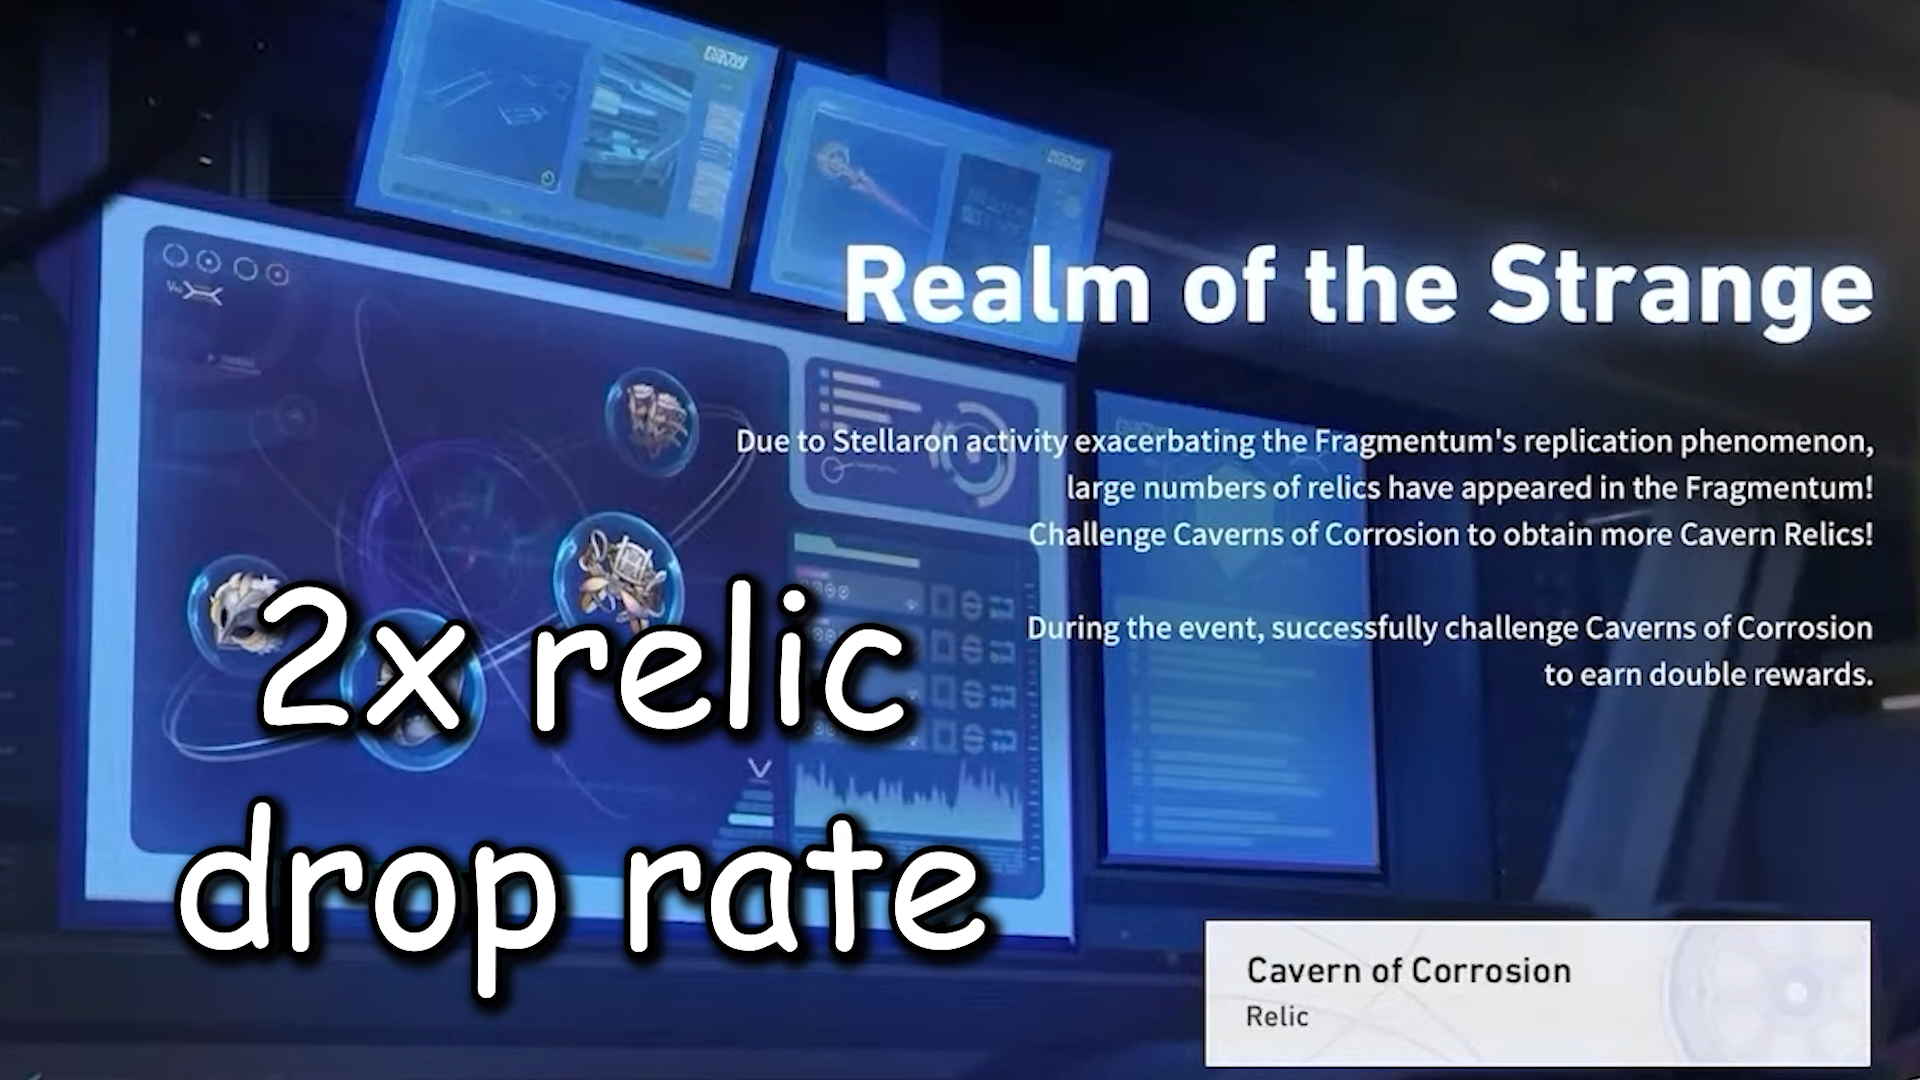 Realm of the Strange
Due to Stellaron activity exacerbating the Fragmentum's replication phenomenon,
large numbers of relics have appeared in the Fragmentum!
Challenge Caverns of Corrosion to obtain more Cavern Relics!
During the event, successfully challenge Caverns of Corrosion
to earn double rewards.
2x relic
drop rate
Cavern of Corrosion
Relic